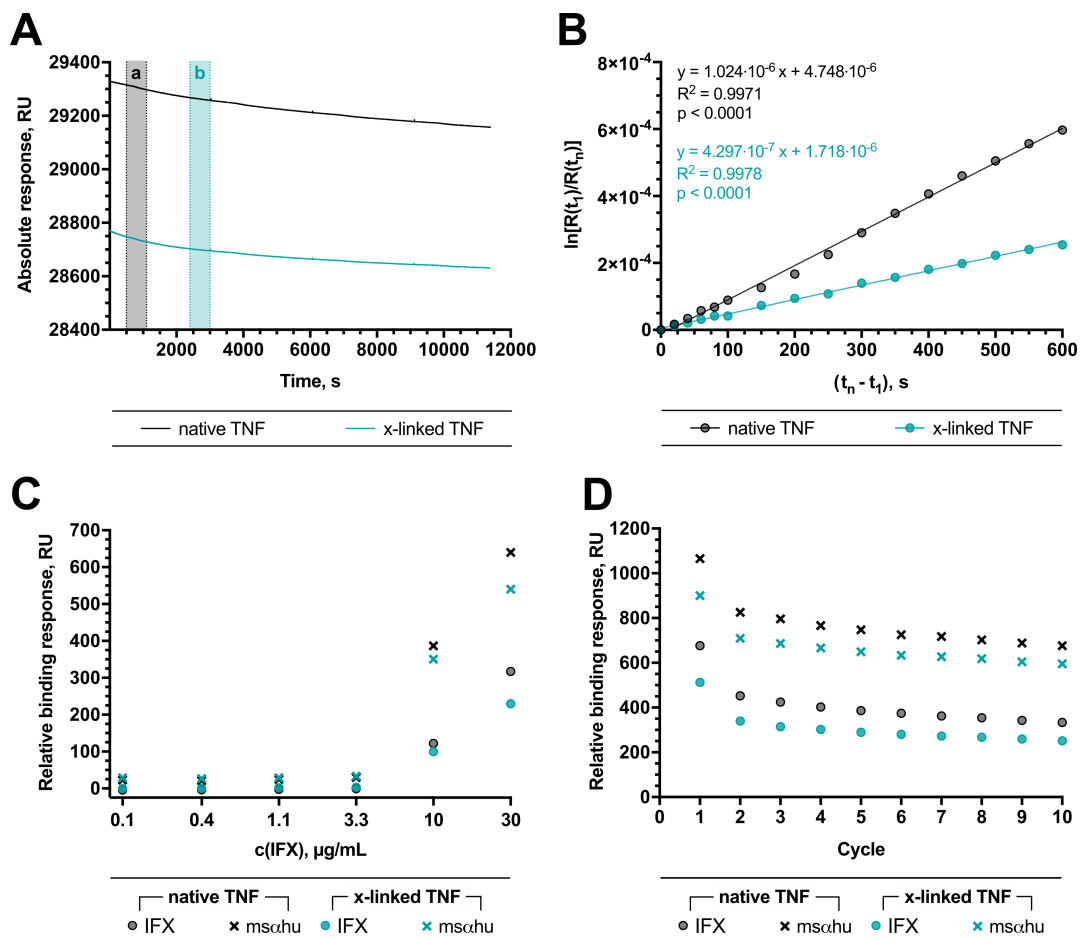 A
29400
29200
29000
28800
28600
28400
Absolute response, RU
a
b
2000
4000
6000
8000
10000
12000
Time, s
native TNF
x-linked TNF
B
8×10⁻⁴
6×10⁻⁴
4×10⁻⁴
2×10⁻⁴
0
ln[R(t₁)/R(tₙ)]
y = 1.024·10⁻⁶ x + 4.748·10⁻⁶
R² = 0.9971
p < 0.0001
y = 4.297·10⁻⁷ x + 1.718·10⁻⁶
R² = 0.9978
p < 0.0001
0
100
200
300
400
500
600
(tₙ - t₁), s
native TNF
x-linked TNF
C
700
600
500
400
300
200
100
0
Relative binding response, RU
0.1
0.4
1.1
3.3
10
30
c(IFX), µg/mL
native TNF
x-linked TNF
IFX
msαhu
IFX
msαhu
D
1200
1000
800
600
400
200
0
Relative binding response, RU
0
1
2
3
4
5
6
7
8
9
10
Cycle
native TNF
x-linked TNF
IFX
msαhu
IFX
msαhu